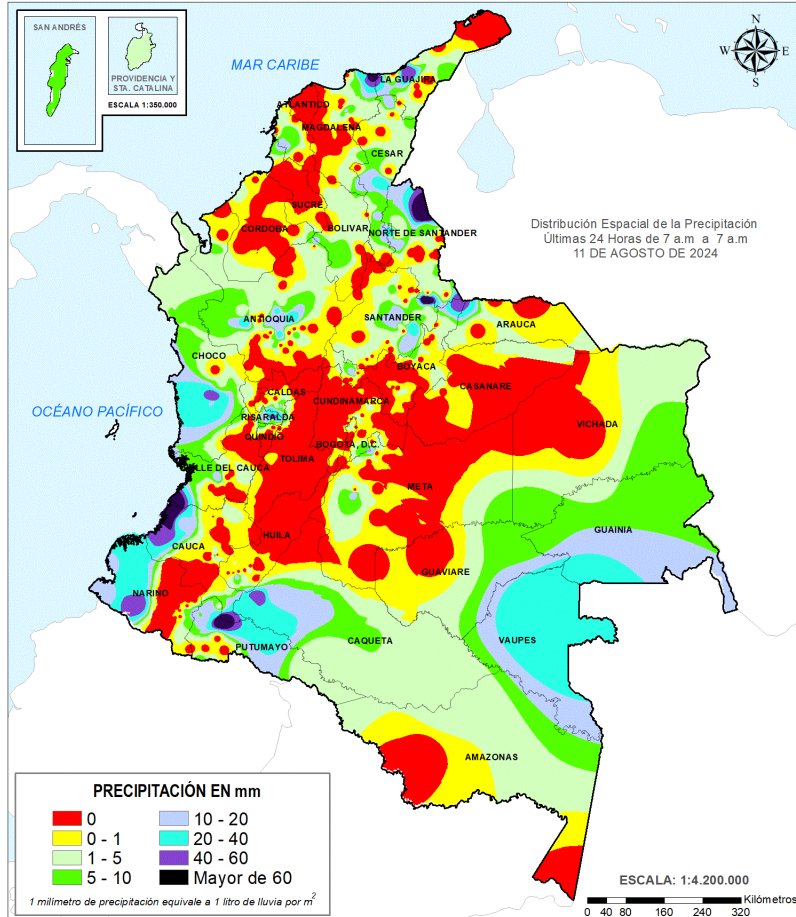 SAN ANDRÉS
PROVIDENCIA Y
STA. CATALINA
ESCALA 1:350.000
MAR CARIBE
N
W
E
S
LA GUAJIRA
ATLANTICO
MAGDALENA
CESAR
SUCRE
CORDOBA
BOLIVAR
NORTE DE SANTANDER
Distribución Espacial de la Precipitación
Últimas 24 Horas de 7 a.m a 7 a.m
11 DE AGOSTO DE 2024
ANTIOQUIA
SANTANDER
ARAUCA
CHOCO
BOYACA
CASANARE
CALDAS
CUNDINAMARCA
OCÉANO PACÍFICO
RISARALDA
VICHADA
QUINDIO
BOGOTA, D.C.
TOLIMA
VALLE DEL CAUCA
META
GUAINIA
HUILA
CAUCA
GUAVIARE
NARIÑO
VAUPES
CAQUETA
PUTUMAYO
AMAZONAS
PRECIPITACIÓN EN mm
0
0 - 1
1 - 5
5 - 10
10 - 20
20 - 40
40 - 60
Mayor de 60
1 milímetro de precipitación equivale a 1 litro de lluvia por m²
ESCALA: 1:4.200.000
Kilómetros
0 40 80 160 240 320